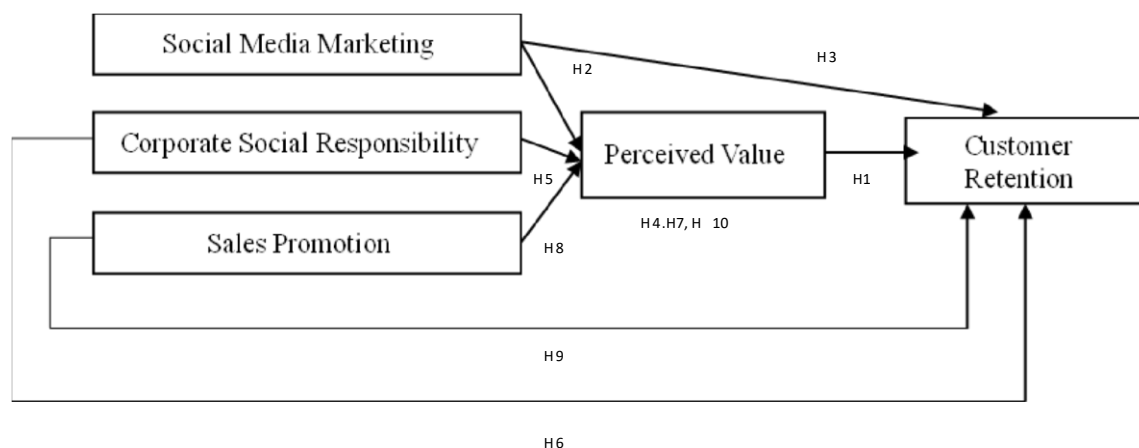 Social Media Marketing
H3
H2
Corporate Social Responsibility
Perceived Value
Customer
Retention
H5
H1
H4.H7, H 10
Sales Promotion
H8
H9
H6